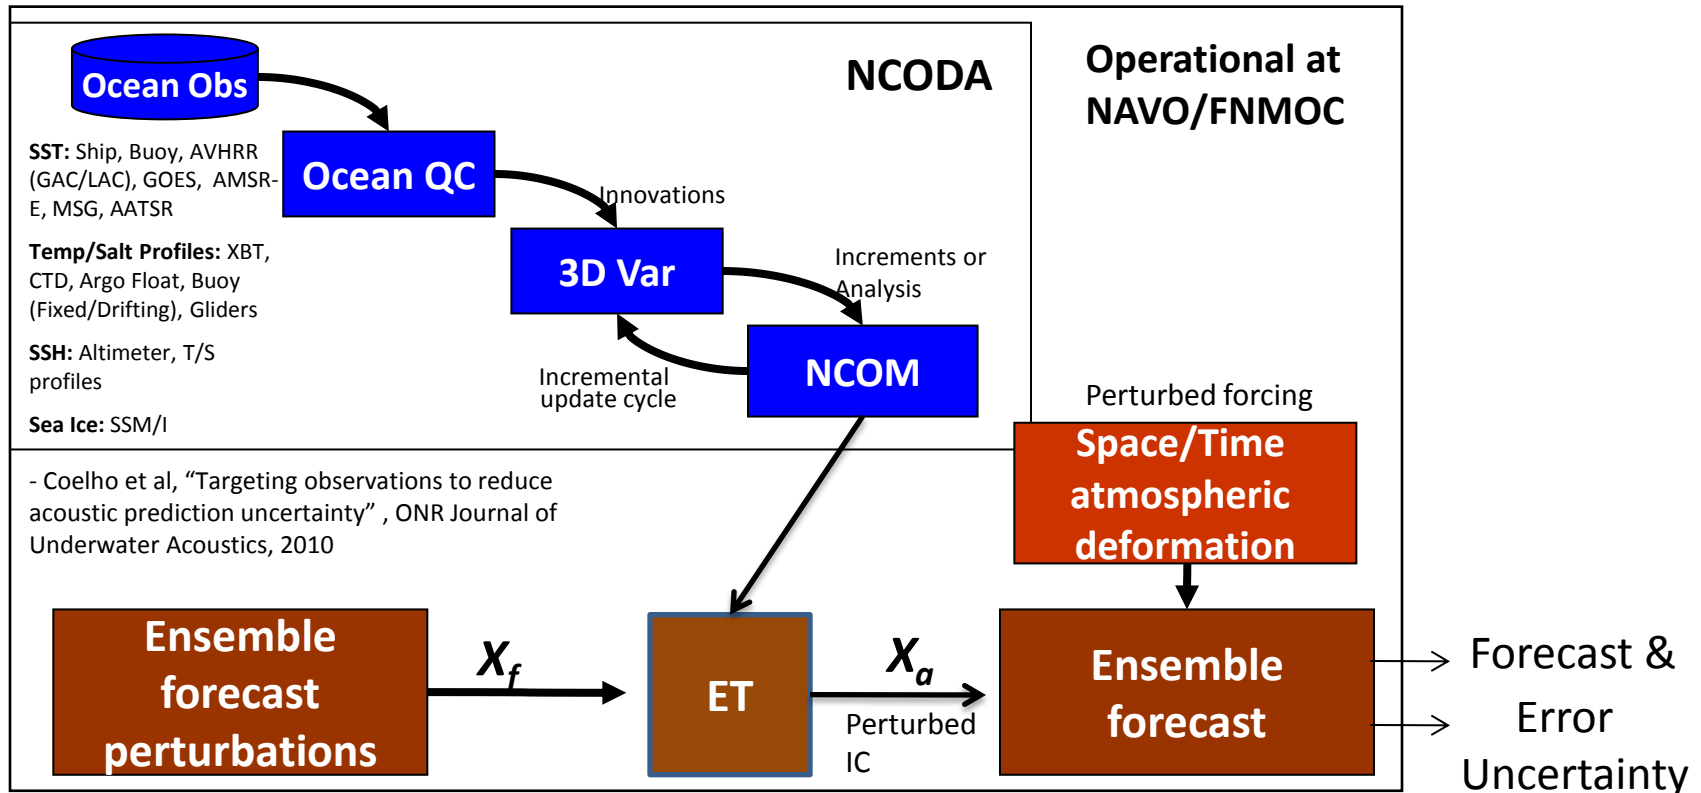 Ocean Obs
NCODA
Operational at
NAVO/FNMOC
SST: Ship, Buoy, AVHRR
(GAC/LAC), GOES, AMSR-
E, MSG, AATSR
Ocean QC
Innovations
Temp/Salt Profiles: XBT,
CTD, Argo Float, Buoy
(Fixed/Drifting), Gliders
3D Var
Increments or
Analysis
SSH: Altimeter, T/S
profiles
Incremental
update cycle
NCOM
Sea Ice: SSM/I
Perturbed forcing
Space/Time
atmospheric
deformation
- Coelho et al, “Targeting observations to reduce
acoustic prediction uncertainty” , ONR Journal of
Underwater Acoustics, 2010
Ensemble
forecast
perturbations
Xf
ET
Xa
Perturbed
IC
Ensemble
forecast
Forecast &
Error
Uncertainty